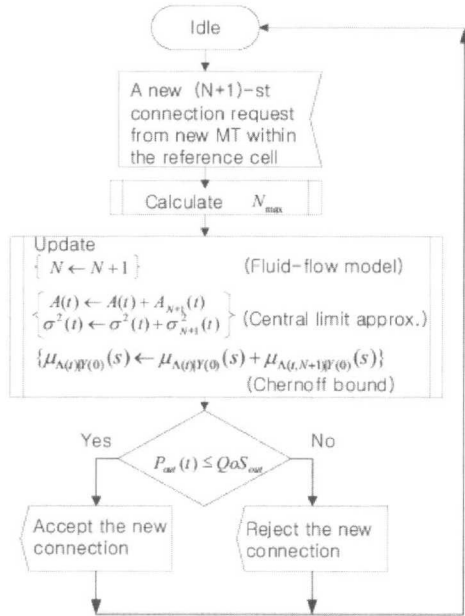 Idle
A new (N+1)-st
connection request
from new MT within
the reference cell
Calculate N_max
Update
{ N ← N+1 } (Fluid-flow model)
{ A(t) ← A(t) + A_{N+1}(t)
σ²(t) ← σ²(t) + σ²_{N+1}(t) } (Central limit approx.)
{μ_{Λ(t)|Y(0)}(s) ← μ_{Λ(t)|Y(0)}(s) + μ_{Λ(t,N+1)|Y(0)}(s)}
(Chernoff bound)
Yes No
P_out(t) ≤ QoS_out
Accept the new
connection
Reject the new
connection